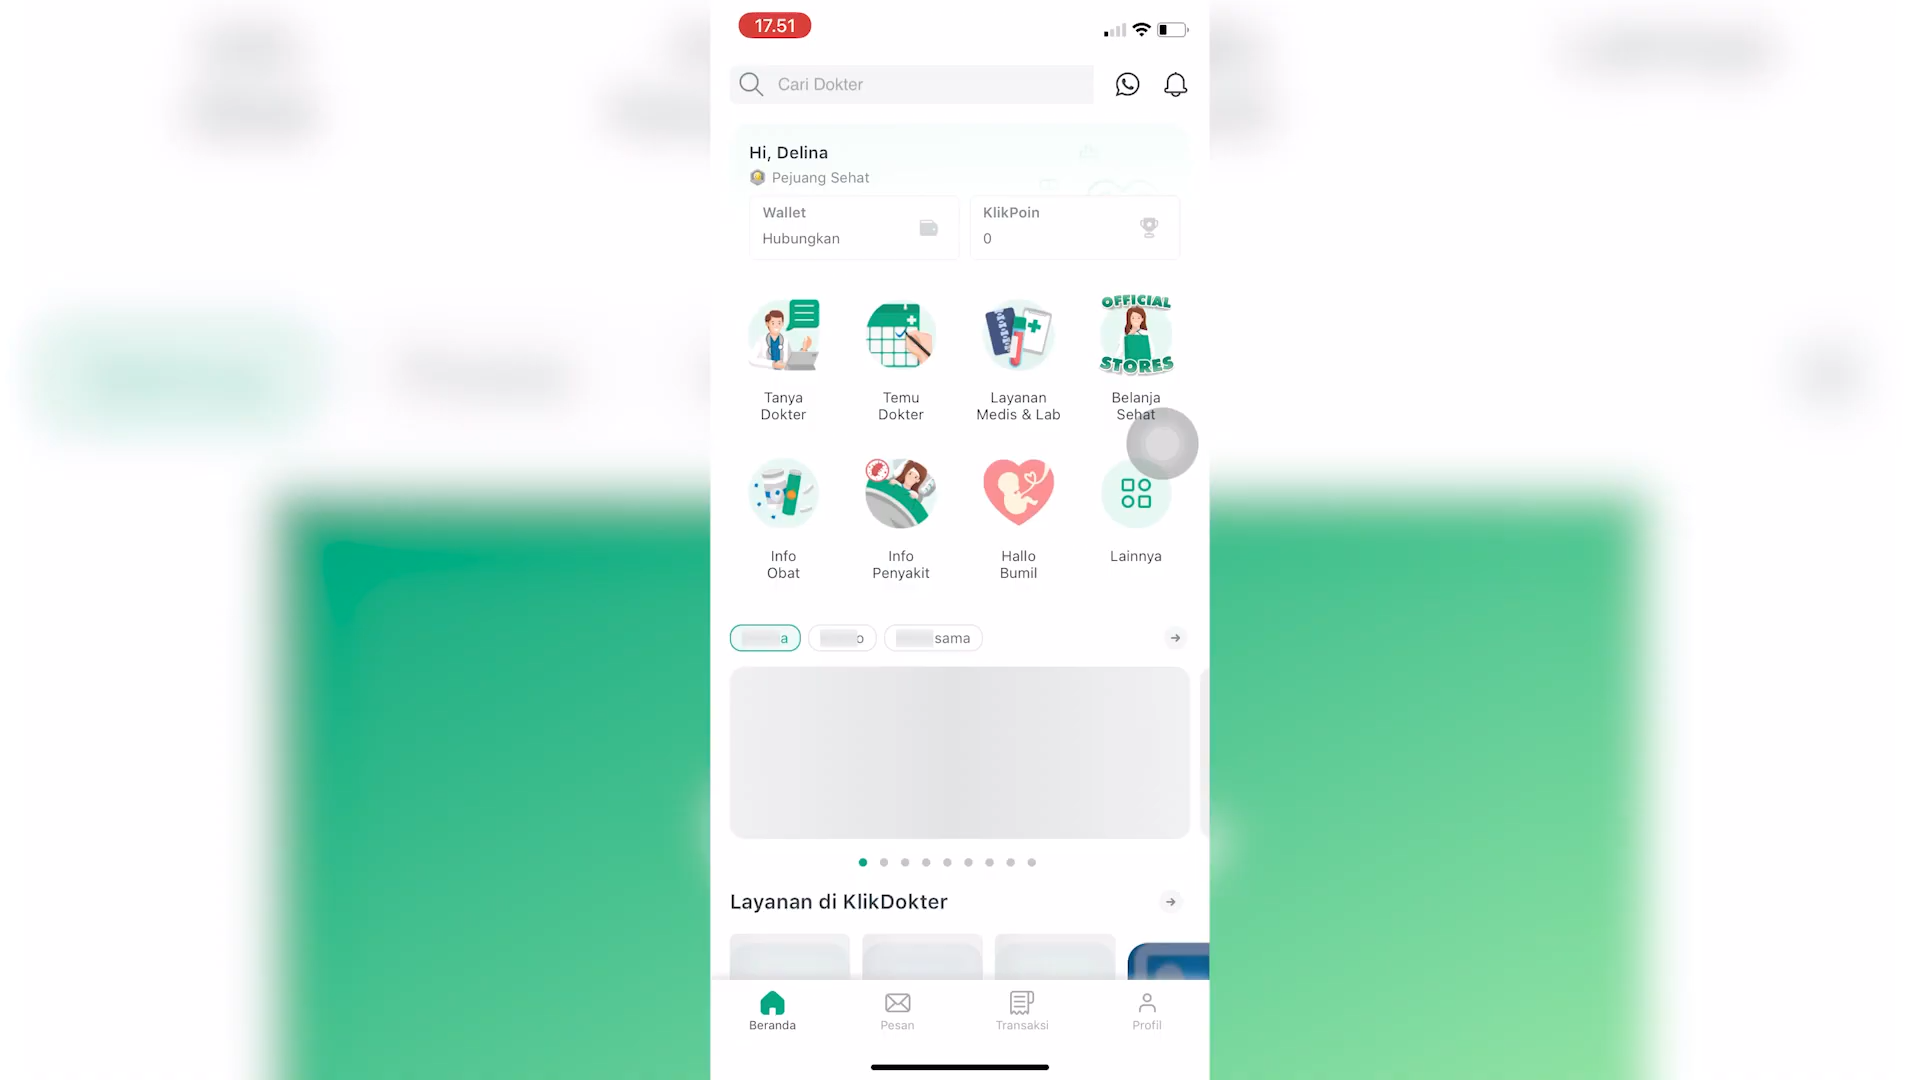 17.51
Cari Dokter
Hi, Delina
Pejuang Sehat
Wallet
KlikPoin
Hubungkan
0
OFFICIAL
STORES
Tanya
Dokter
Temu
Dokter
Layanan
Medis & Lab
Belanja
Sehat
Info
Obat
Info
Penyakit
Hallo
Bumil
Lainnya
Layanan di KlikDokter
Beranda
Pesan
Transaksi
Profil